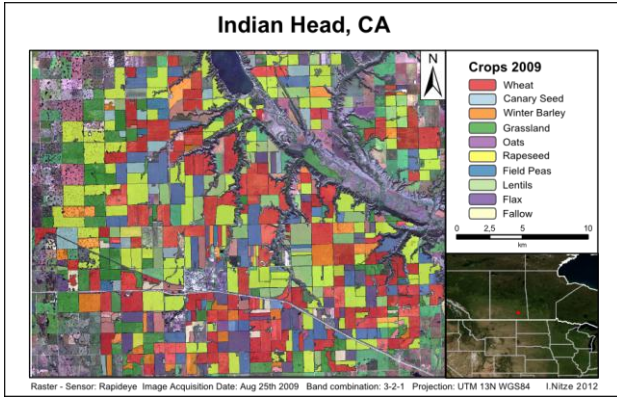 Indian Head, CA
N
Crops 2009
Wheat
Canary Seed
Winter Barley
Grassland
Oats
Rapeseed
Field Peas
Lentils
Flax
Fallow
0 2,5 5 10
km
Raster - Sensor: Rapideye Image Acquisition Date: Aug 25th 2009 Band combination: 3-2-1 Projection: UTM 13N WGS84 I.Nitze 2012